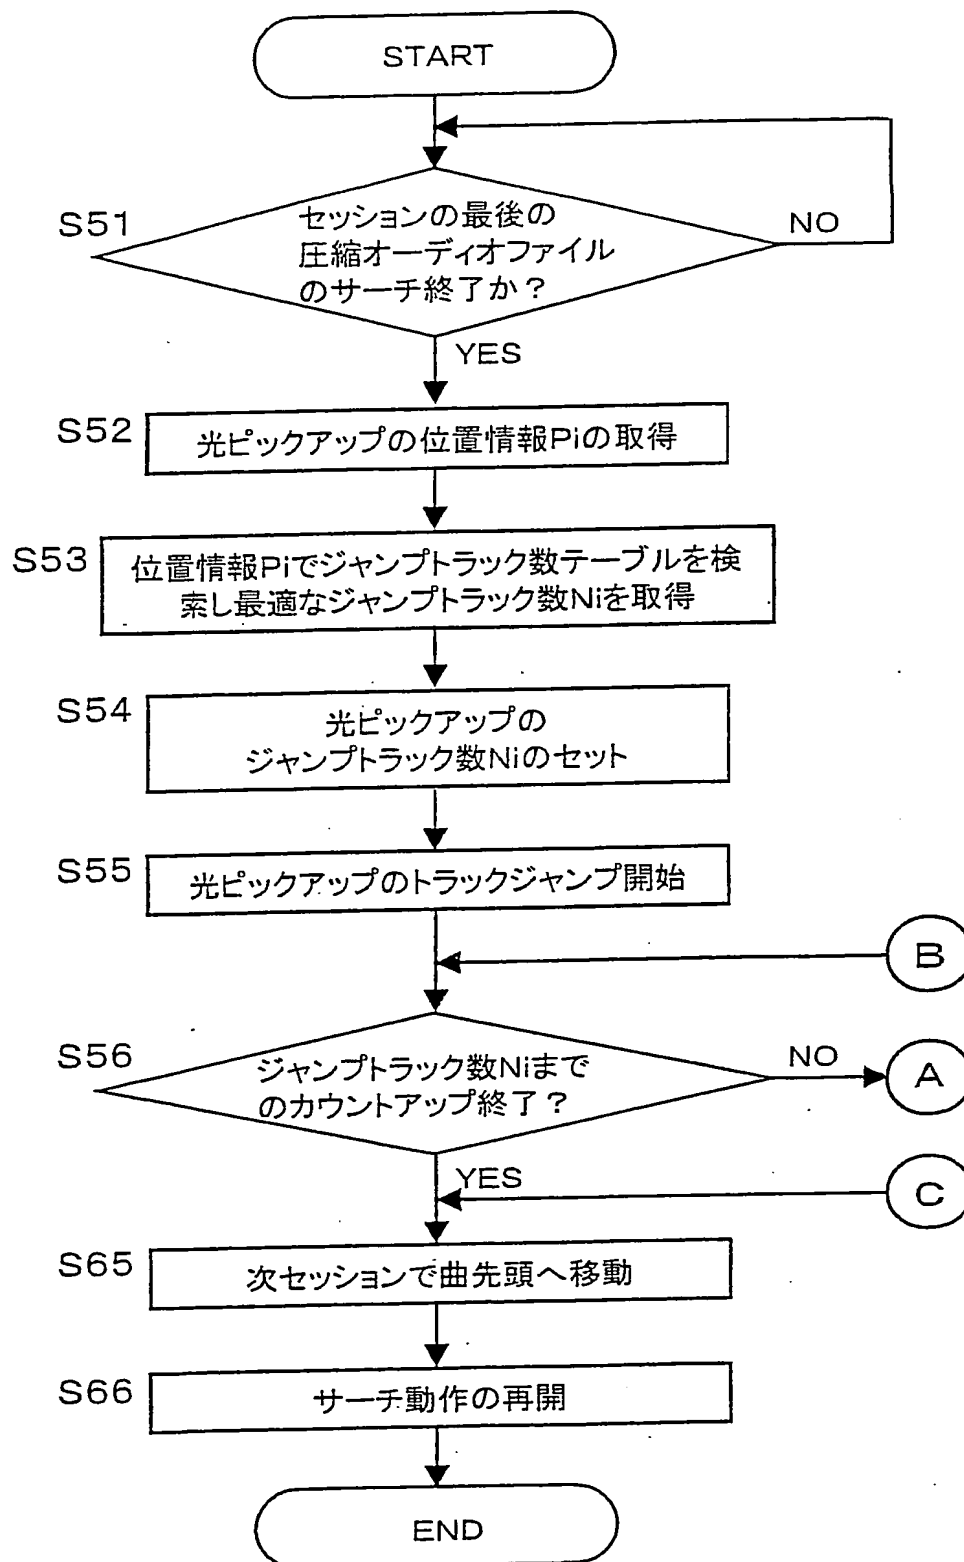 START
S51
セッションの最後の
圧縮オーディオファイル
のサーチ終了か？
NO
YES
S52
光ピックアップの位置情報Piの取得
S53
位置情報Piでジャンプトラック数テーブルを検
索し最適なジャンプトラック数Niを取得
S54
光ピックアップの
ジャンプトラック数Niのセット
S55
光ピックアップのトラックジャンプ開始
B
S56
ジャンプトラック数Niまで
のカウントアップ終了？
NO
A
YES
C
S65
次セッションで曲先頭へ移動
S66
サーチ動作の再開
END